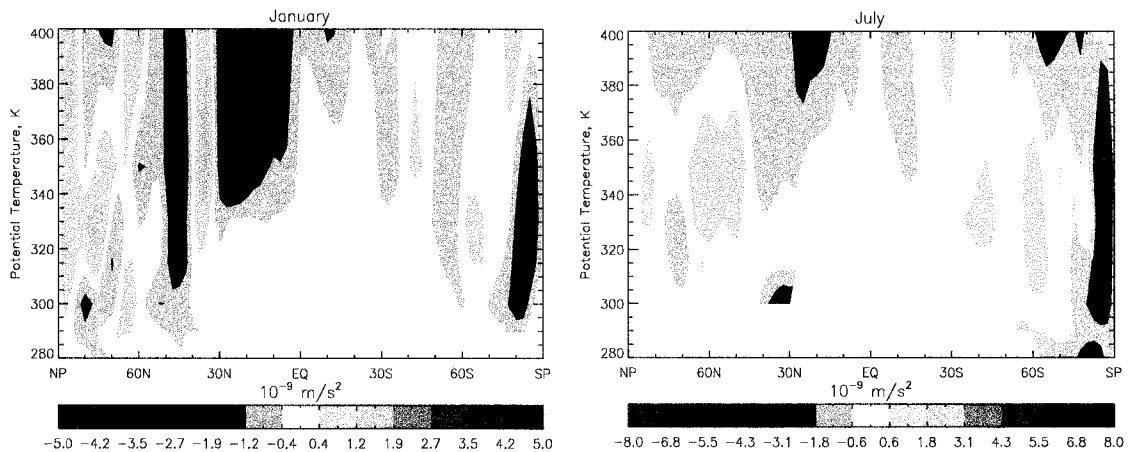 January
July
Potential Temperature, K
400
380
360
340
320
300
280
NP 60N 30N EQ 30S 60S SP
10⁻⁹ m/s²
-5.0 -4.2 -3.5 -2.7 -1.9 -1.2 -0.4 0.4 1.2 1.9 2.7 3.5 4.2 5.0
Potential Temperature, K
400
380
360
340
320
300
280
NP 60N 30N EQ 30S 60S SP
10⁻⁹ m/s²
-8.0 -6.8 -5.5 -4.3 -3.1 -1.8 -0.6 0.6 1.8 3.1 4.3 5.5 6.8 8.0